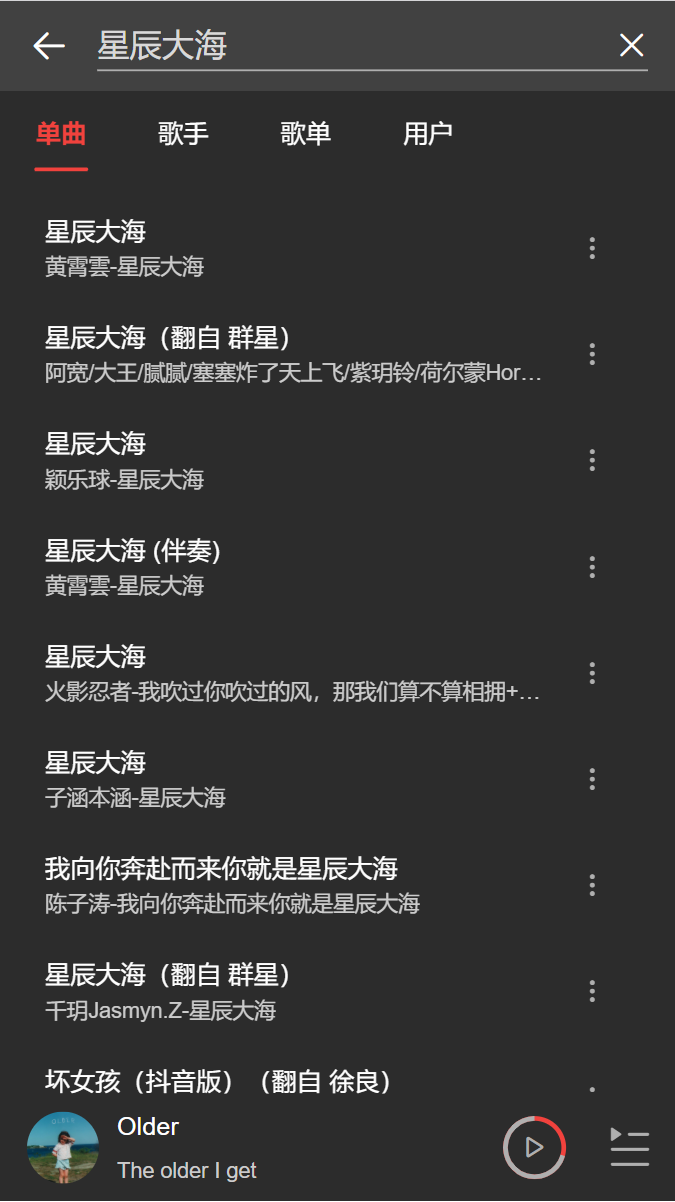 星辰大海
单曲 歌手 歌单 用户
星辰大海
黄霄雲-星辰大海
星辰大海（翻自 群星）
阿宽/大王/腻腻/塞塞炸了天上飞/紫玥铃/荷尔蒙Hor...
星辰大海
颖乐球-星辰大海
星辰大海 (伴奏)
黄霄雲-星辰大海
星辰大海
火影忍者-我吹过你吹过的风，那我们算不算相拥+...
星辰大海
子涵本涵-星辰大海
我向你奔赴而来你就是星辰大海
陈子涛-我向你奔赴而来你就是星辰大海
星辰大海（翻自 群星）
千玥Jasmyn.Z-星辰大海
坏女孩（抖音版）（翻自 徐良）
OLDER
Older
The older I get